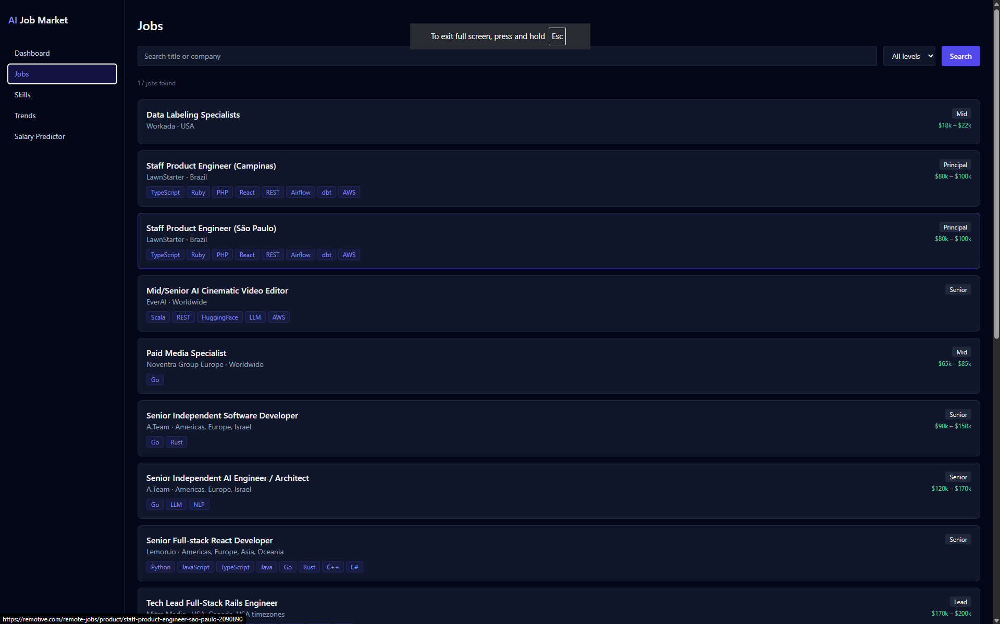 AI Job Market
Dashboard
Jobs
Skills
Trends
Salary Predictor
Jobs
To exit full screen, press and hold Esc
Search title or company
All levels
Search
17 jobs found
Data Labeling Specialists
Mid
Workada · USA
$18k – $22k
Staff Product Engineer (Campinas)
Principal
LawnStarter · Brazil
$80k – $100k
TypeScript Ruby PHP React REST Airflow dbt AWS
Staff Product Engineer (São Paulo)
Principal
LawnStarter · Brazil
$80k – $100k
TypeScript Ruby PHP React REST Airflow dbt AWS
Mid/Senior AI Cinematic Video Editor
Senior
EverAI · Worldwide
Scala REST HuggingFace LLM AWS
Paid Media Specialist
Mid
Noventra Group Europe · Worldwide
$65k – $85k
Go
Senior Independent Software Developer
Senior
A.Team · Americas, Europe, Israel
$90k – $150k
Go Rust
Senior Independent AI Engineer / Architect
Senior
A.Team · Americas, Europe, Israel
$120k – $170k
Go LLM NLP
Senior Full-stack React Developer
Senior
Lemon.io · Americas, Europe, Asia, Oceania
Python JavaScript TypeScript Java Go Rust C++ C#
Tech Lead Full-Stack Rails Engineer
Lead
USA timezones
$170k – $200k
https://remotive.com/remote-jobs/product/staff-product-engineer-sao-paulo-2090890